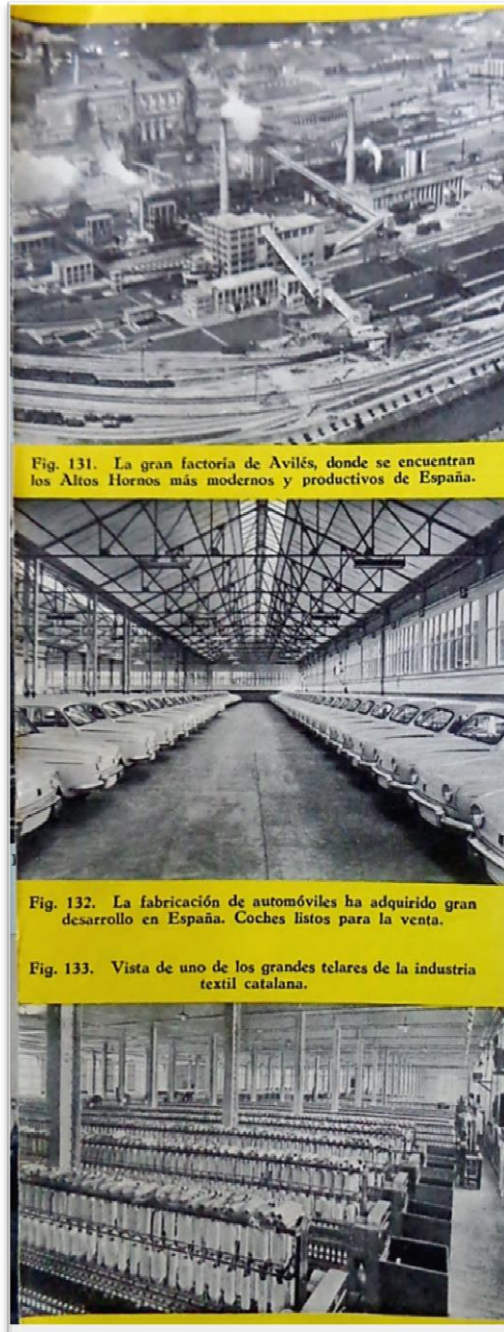 Fig. 131. La gran factoría de Avilés, donde se encuentran
los Altos Hornos más modernos y productivos de España.
Fig. 132. La fabricación de automóviles ha adquirido gran
desarrollo en España. Coches listos para la venta.
Fig. 133. Vista de uno de los grandes telares de la industria
textil catalana.